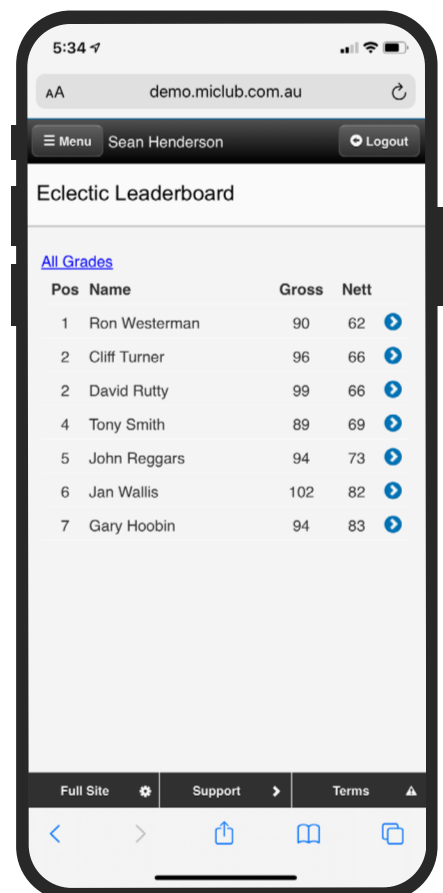 5:34
AA demo.miclub.com.au
Menu Sean Henderson Logout
Eclectic Leaderboard
All Grades
Pos Name Gross Nett
1 Ron Westerman 90 62
2 Cliff Turner 96 66
2 David Rutty 99 66
4 Tony Smith 89 69
5 John Reggars 94 73
6 Jan Wallis 102 82
7 Gary Hoobin 94 83
Full Site Support Terms